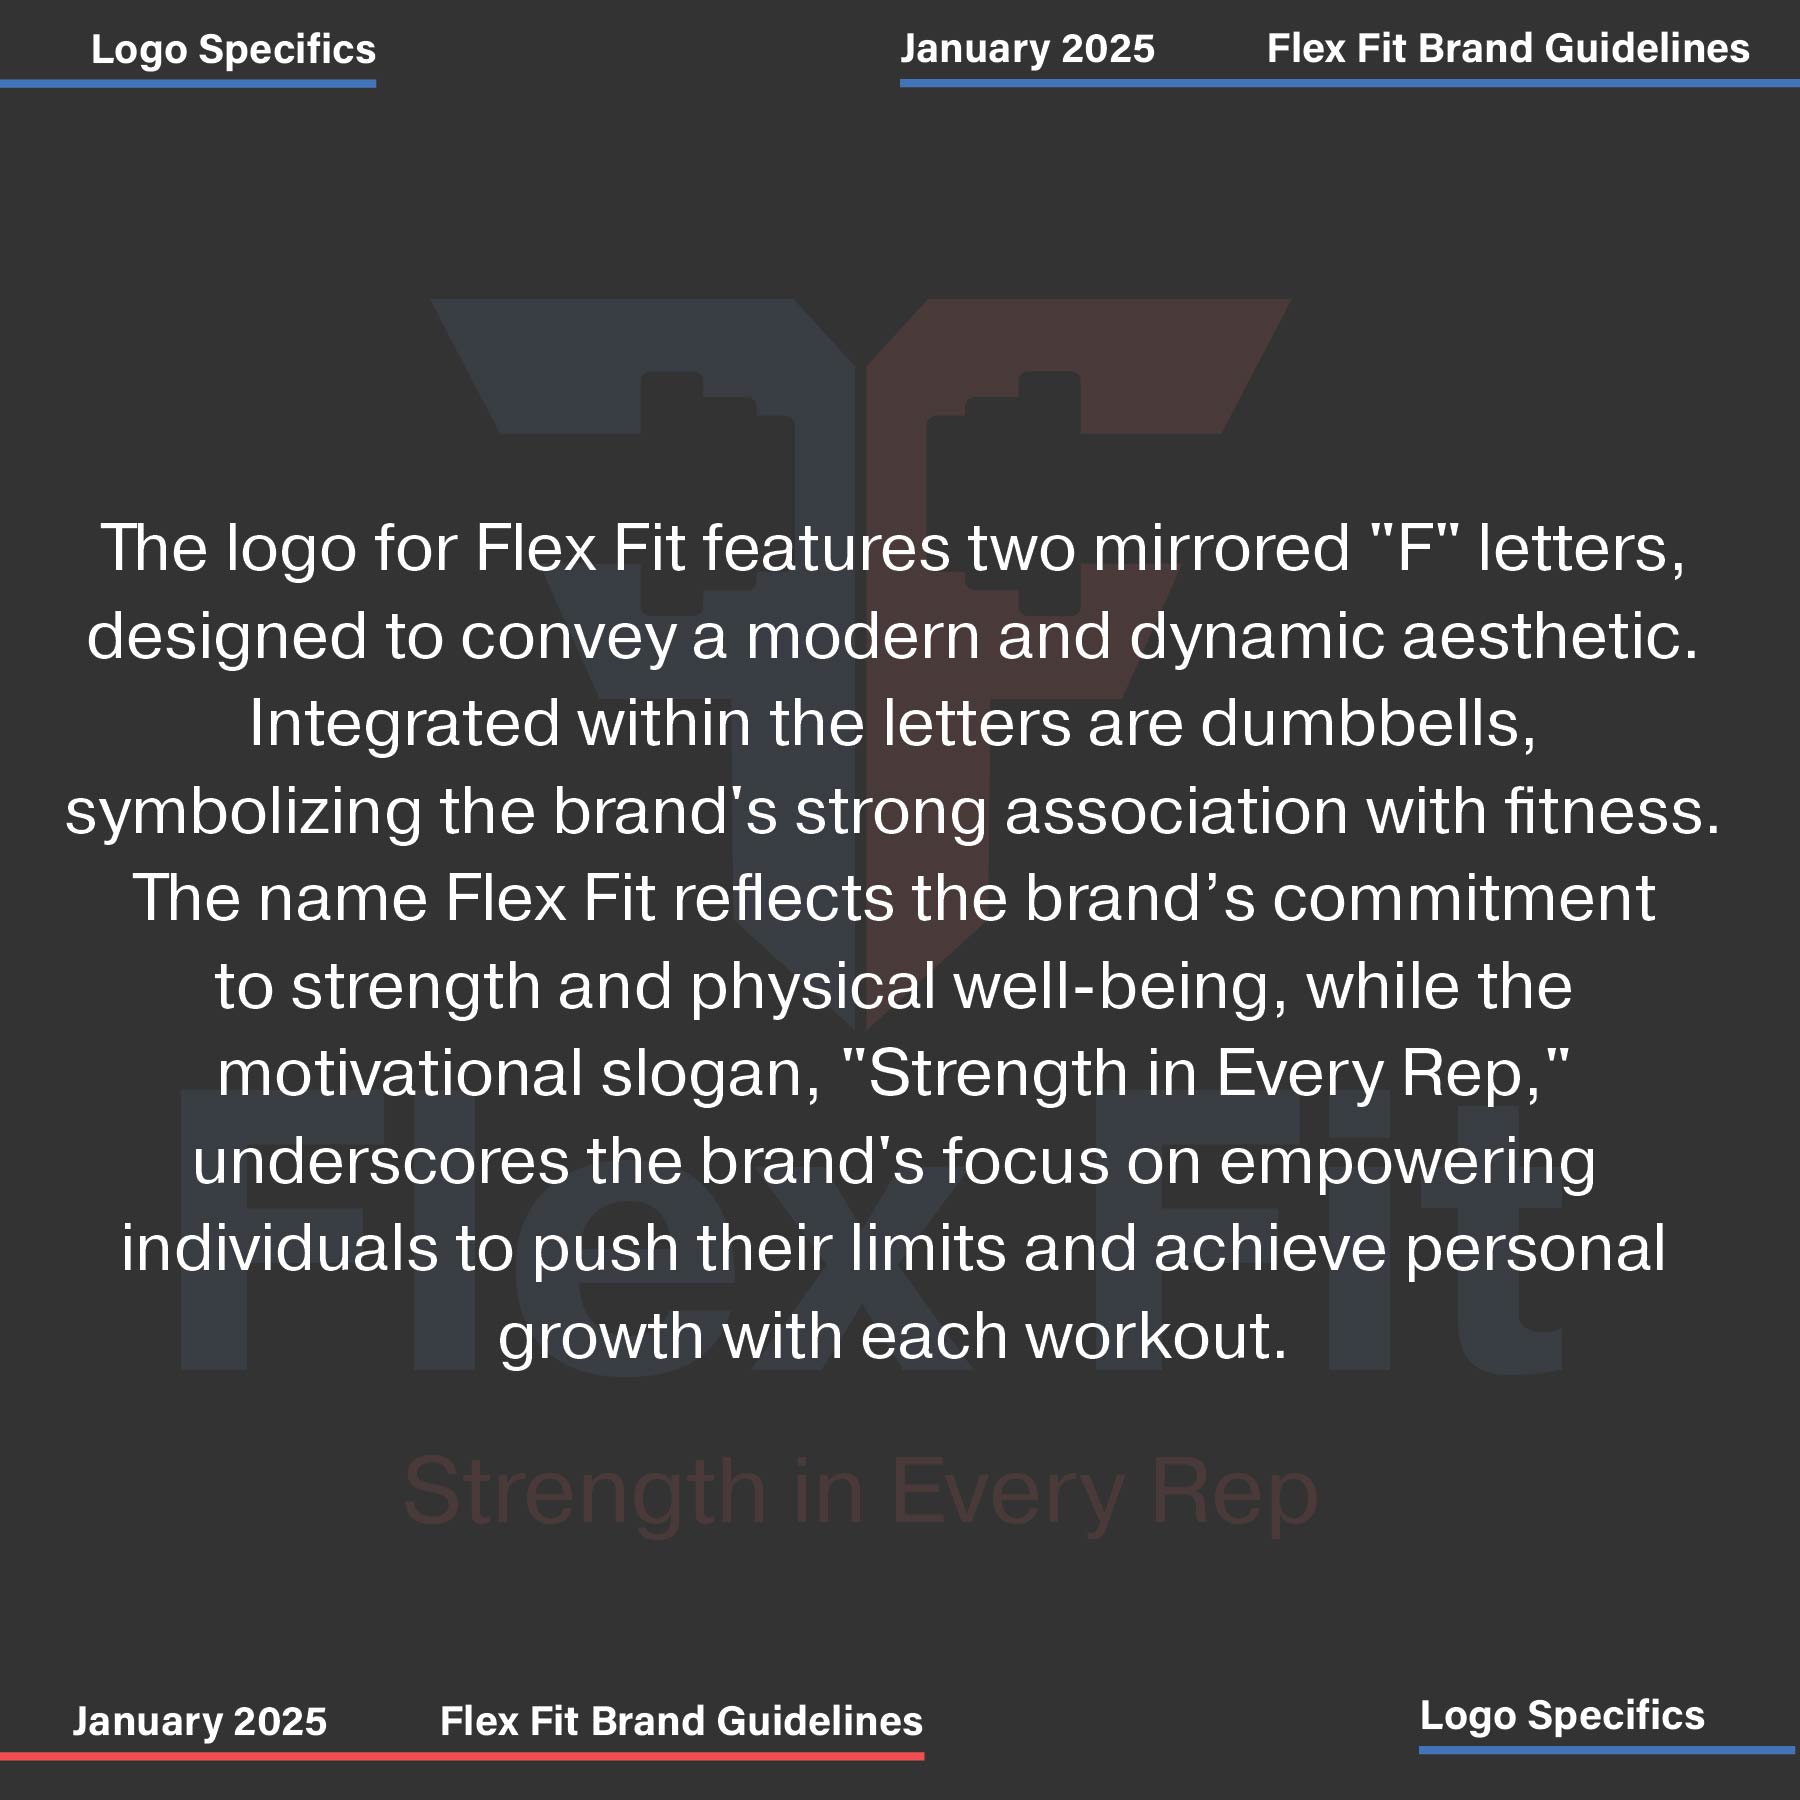 Logo Specifics
January 2025 Flex Fit Brand Guidelines
The logo for Flex Fit features two mirrored "F" letters,
designed to convey a modern and dynamic aesthetic.
Integrated within the letters are dumbbells,
symbolizing the brand's strong association with fitness.
The name Flex Fit reflects the brand’s commitment
to strength and physical well-being, while the
motivational slogan, "Strength in Every Rep,"
underscores the brand's focus on empowering
individuals to push their limits and achieve personal
growth with each workout.
Flex Fit
Strength in Every Rep
January 2025 Flex Fit Brand Guidelines
Logo Specifics